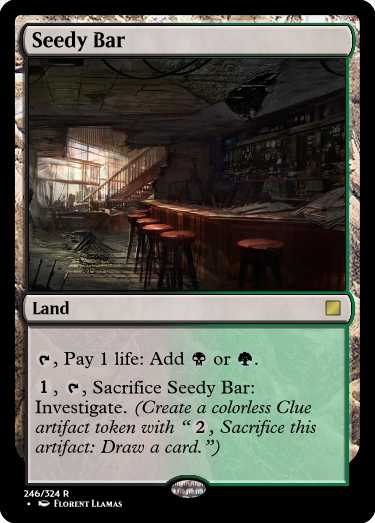 Seedy Bar
Land
, Pay 1 life: Add or .
1 , , Sacrifice Seedy Bar:
Investigate. (Create a colorless Clue
artifact token with “ 2 , Sacrifice this
artifact: Draw a card.”)
246/324 R
• Florent Llamas